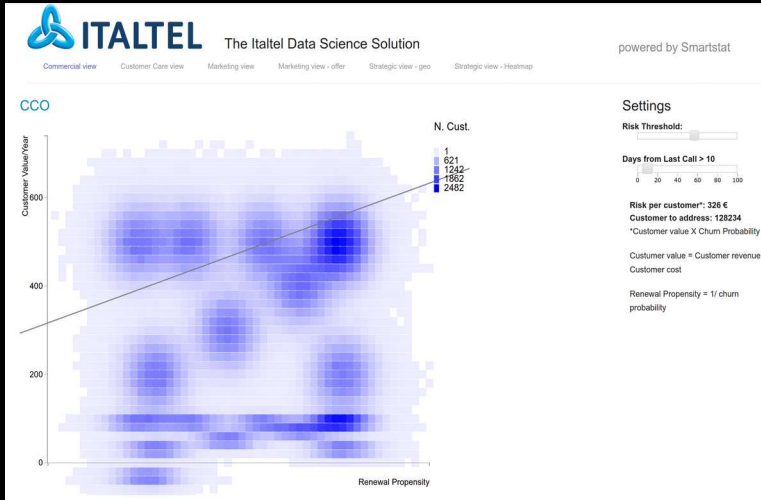 ITALTEL
The Italtel Data Science Solution
powered by Smartstat
Commercial view
Customer Care view
Marketing view
Marketing view - offer
Strategic view - geo
Strategic view - Heatmap
CCO
Customer Value/Year
600
400
200
0
Renewal Propensity
N. Cust.
1
621
1242
1862
2482
Settings
Risk Threshold:
Days from Last Call > 10
0 20 40 60 80 100
Risk per customer*: 326 €
Customer to address: 128234
*Customer value X Churn Probability
Custumer value = Customer revenue
Customer cost
Renewal Propensity = 1/ churn
probability